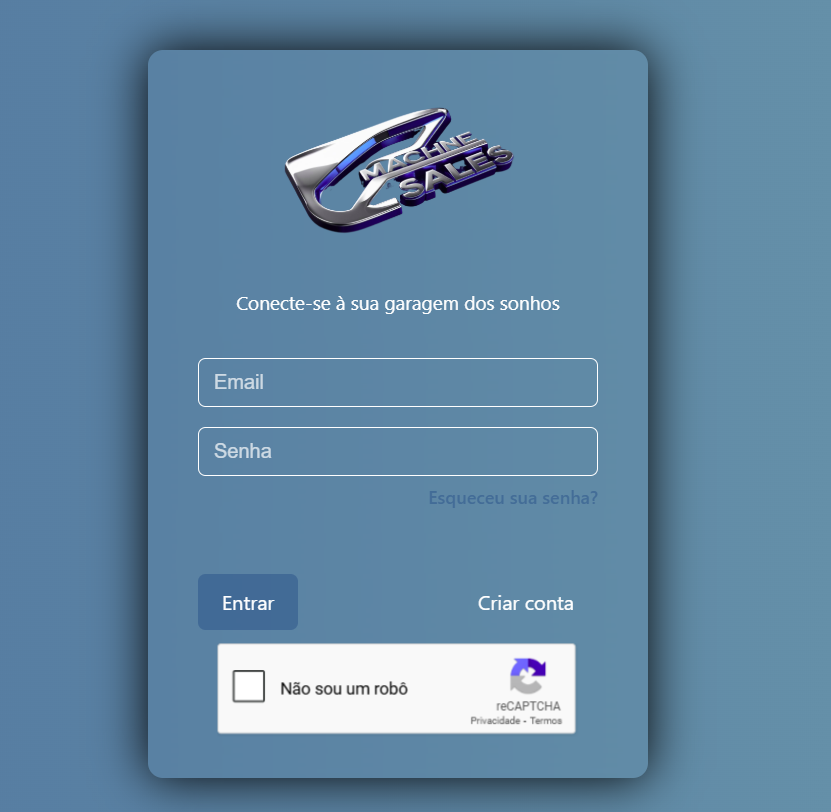 MACHNE
SALES
Conecte-se à sua garagem dos sonhos
Email
Senha
Esqueceu sua senha?
Entrar
Criar conta
Não sou um robô
reCAPTCHA
Privacidade - Termos